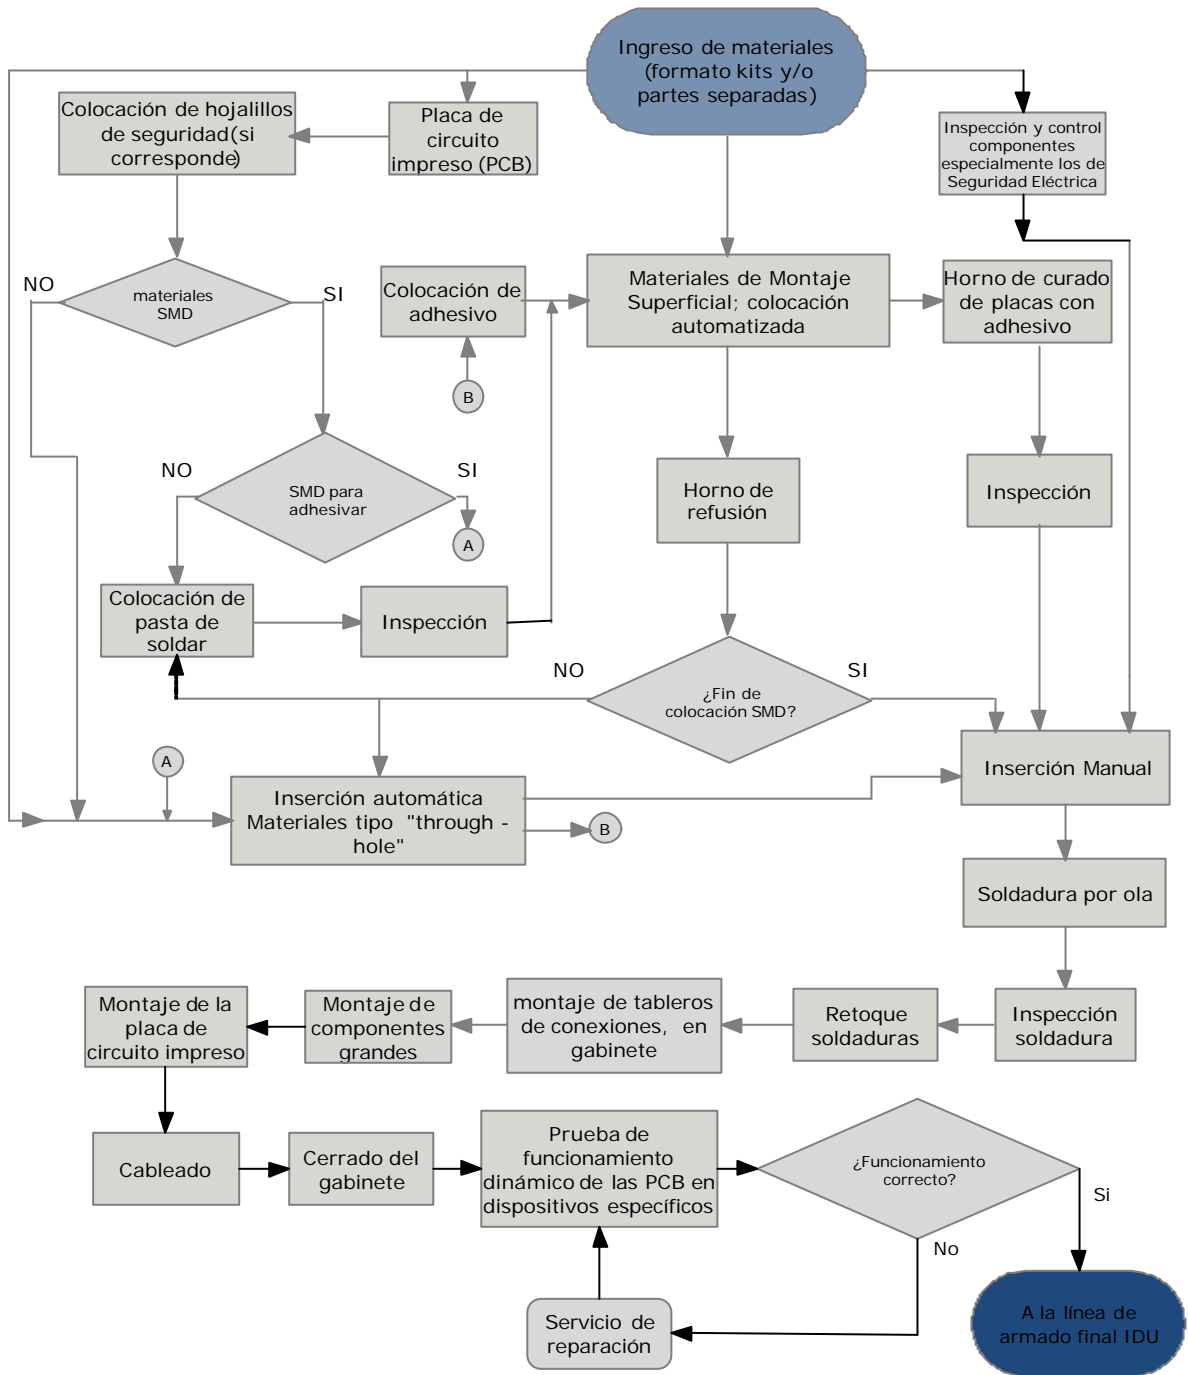 Ingreso de materiales
(formato kits y/o
partes separadas)
Colocación de hojalillos
de seguridad(si
corresponde)
Placa de
circuito
impreso (PCB)
Inspección y control
componentes
especialmente los de
Seguridad Eléctrica
NO
materiales
SMD
SI
Colocación de
adhesivo
B
Materiales de Montaje
Superficial; colocación
automatizada
Horno de curado
de placas con
adhesivo
NO
SMD para
adhesivar
SI
A
Horno de
refusión
Inspección
Colocación de
pasta de
soldar
Inspección
NO
¿Fin de
colocación SMD?
SI
A
Inserción automática
Materiales tipo "through -
hole"
B
Inserción Manual
Soldadura por ola
Inspección
soldadura
Retoque
soldaduras
montaje de tableros
de conexiones, en
gabinete
Montaje de
componentes
grandes
Montaje de la
placa de
circuito impreso
Cableado
Cerrado del
gabinete
Prueba de
funcionamiento
dinámico de las PCB en
dispositivos específicos
¿Funcionamiento
correcto?
Si
No
Servicio de
reparación
A la línea de
armado final IDU